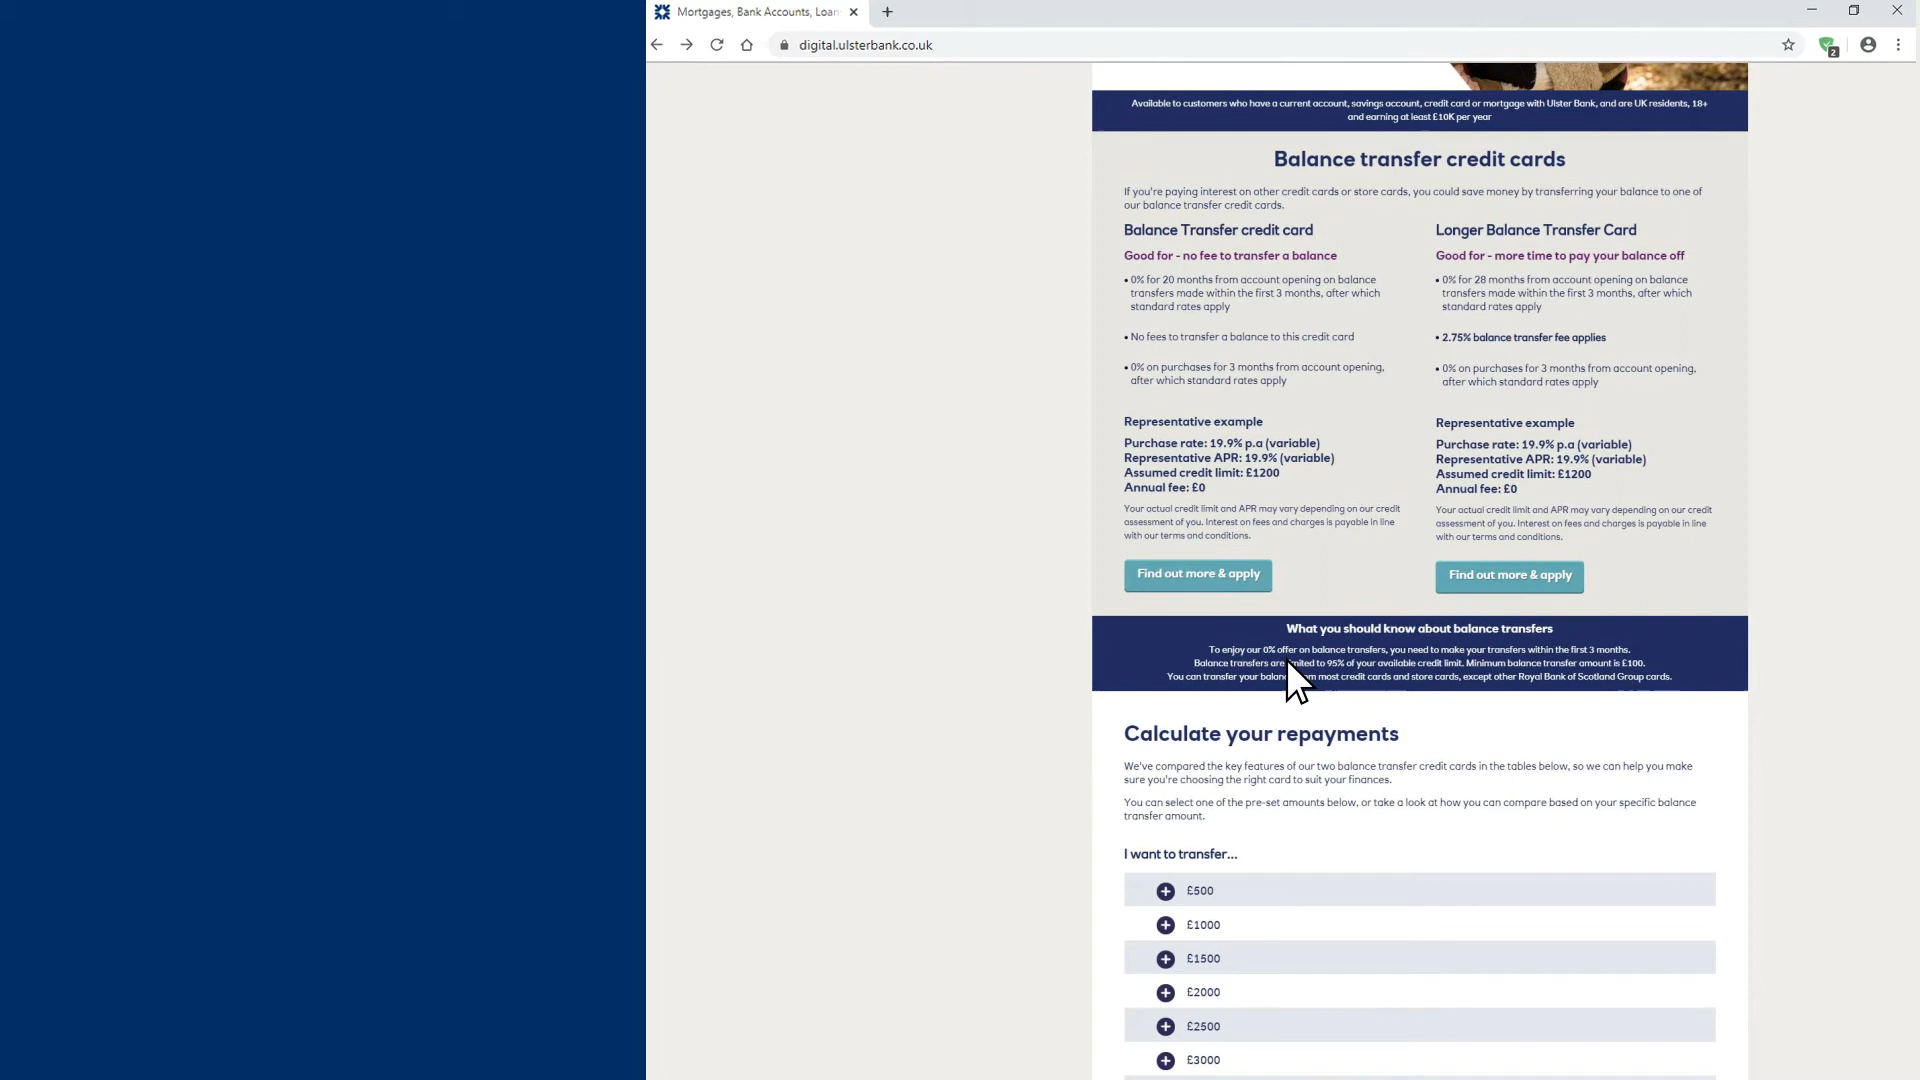 Mortgages, Bank Accounts, Loan
digital.ulsterbank.co.uk
2
Available to customers who have a current account, savings account, credit card or mortgage with Ulster Bank, and are UK residents, 18+
and earning at least £10K per year
Balance transfer credit cards
If you're paying interest on other credit cards or store cards, you could save money by transferring your balance to one of
our balance transfer credit cards.
Balance Transfer credit card
Good for - no fee to transfer a balance
• 0% for 20 months from account opening on balance
transfers made within the first 3 months, after which
standard rates apply
• No fees to transfer a balance to this credit card
• 0% on purchases for 3 months from account opening,
after which standard rates apply
Representative example
Purchase rate: 19.9% p.a (variable)
Representative APR: 19.9% (variable)
Assumed credit limit: £1200
Annual fee: £0
Your actual credit limit and APR may vary depending on our credit
assessment of you. Interest on fees and charges is payable in line
with our terms and conditions.
Find out more & apply
Longer Balance Transfer Card
Good for - more time to pay your balance off
• 0% for 28 months from account opening on balance
transfers made within the first 3 months, after which
standard rates apply
• 2.75% balance transfer fee applies
• 0% on purchases for 3 months from account opening,
after which standard rates apply
Representative example
Purchase rate: 19.9% p.a (variable)
Representative APR: 19.9% (variable)
Assumed credit limit: £1200
Annual fee: £0
Your actual credit limit and APR may vary depending on our credit
assessment of you. Interest on fees and charges is payable in line
with our terms and conditions.
Find out more & apply
What you should know about balance transfers
To enjoy our 0% offer on balance transfers, you need to make your transfers within the first 3 months.
Balance transfers are to 95% of your available credit limit. Minimum balance transfer amount is £100.
You can transfer your most credit cards and store cards, except other Royal Bank of Scotland Group cards.
Calculate your repayments
We've compared the key features of our two balance transfer credit cards in the tables below, so we can help you make
sure you're choosing the right card to suit your finances.
You can select one of the pre-set amounts below, or take a look at how you can compare based on your specific balance
transfer amount.
I want to transfer...
£500
£1000
£1500
£2000
£2500
£3000